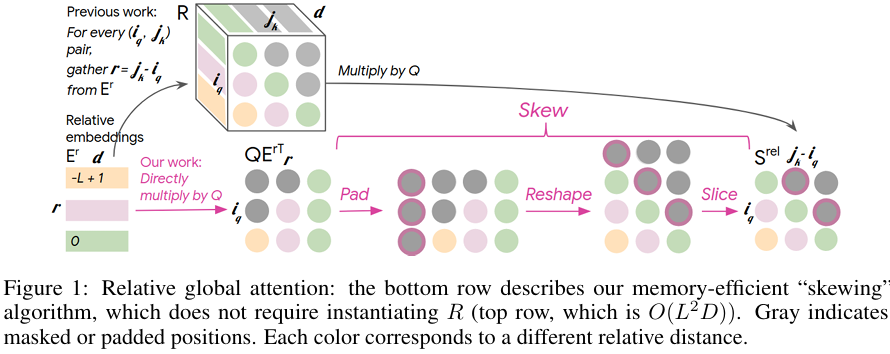 Previous work:
For every (i_q, j_k)
pair,
gather r = j_k - i_q
from E^r
R
j_k
d
i_q
Multiply by Q
Skew
Relative
embeddings
E^r d
-L + 1
r
0
Our work:
Directly
multiply by Q
QE^rT r
i_q
Pad
Reshape
Slice
S^rel j_k - i_q
i_q
Figure 1: Relative global attention: the bottom row describes our memory-efficient “skewing”
algorithm, which does not require instantiating R (top row, which is O(L²D)). Gray indicates
masked or padded positions. Each color corresponds to a different relative distance.